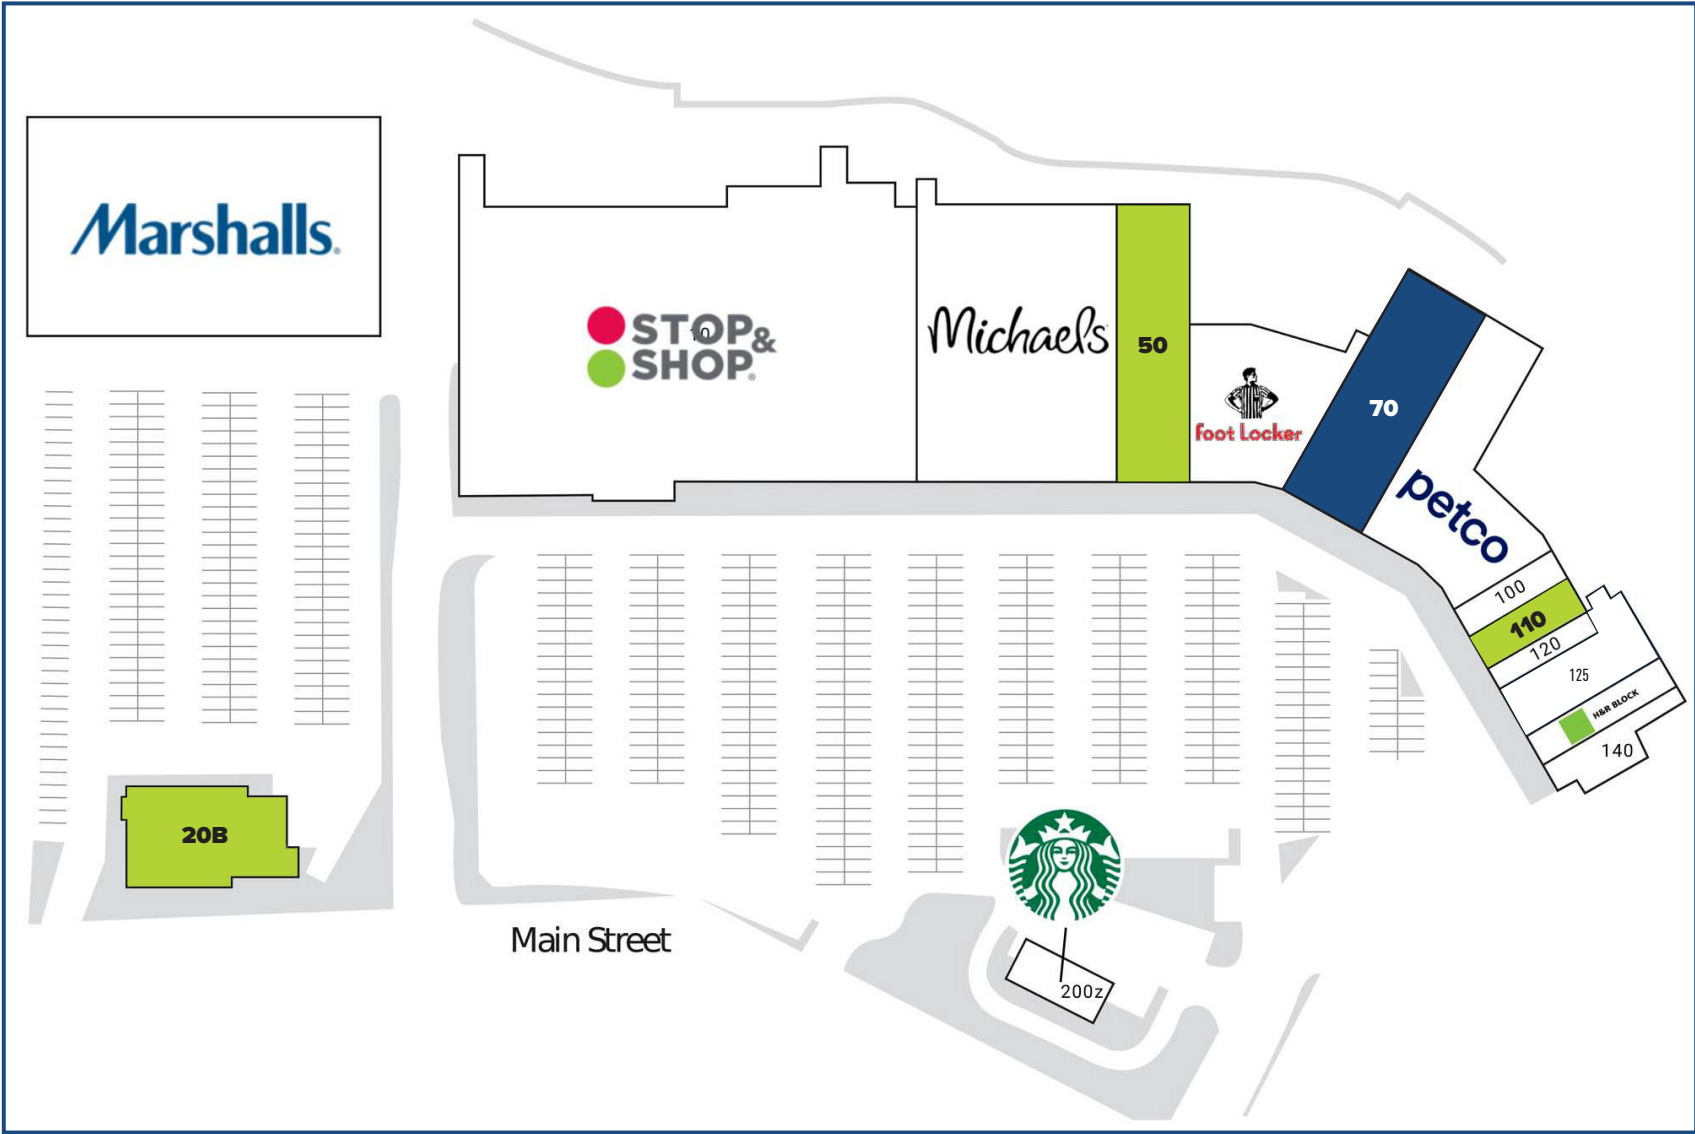 Marshalls.
STOP&
SHOP®
10
Michaels
50
foot Locker
70
petco
100
110
120
125
H&R BLOCK
140
20B
Main Street
200z